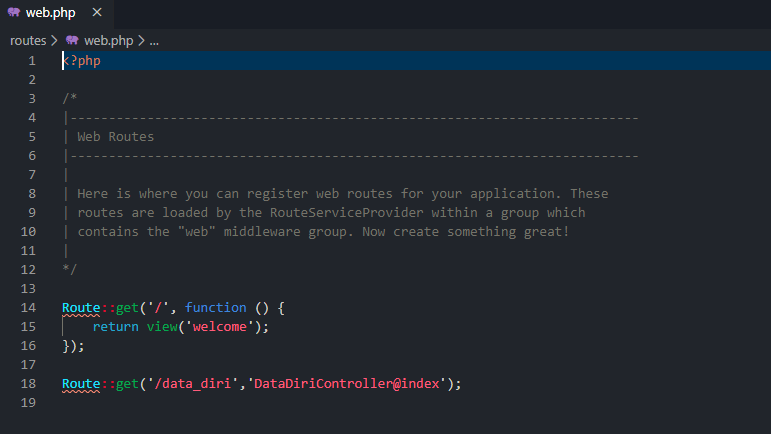 web.php ×
routes > web.php > ...
1 <?php
2
3 /*
4 |--------------------------------------------------------------------------
5 | Web Routes
6 |--------------------------------------------------------------------------
7 |
8 | Here is where you can register web routes for your application. These
9 | routes are loaded by the RouteServiceProvider within a group which
10 | contains the "web" middleware group. Now create something great!
11 |
12 */
13
14 Route::get('/', function () {
15     return view('welcome');
16 });
17
18 Route::get('/data_diri','DataDiriController@index');
19